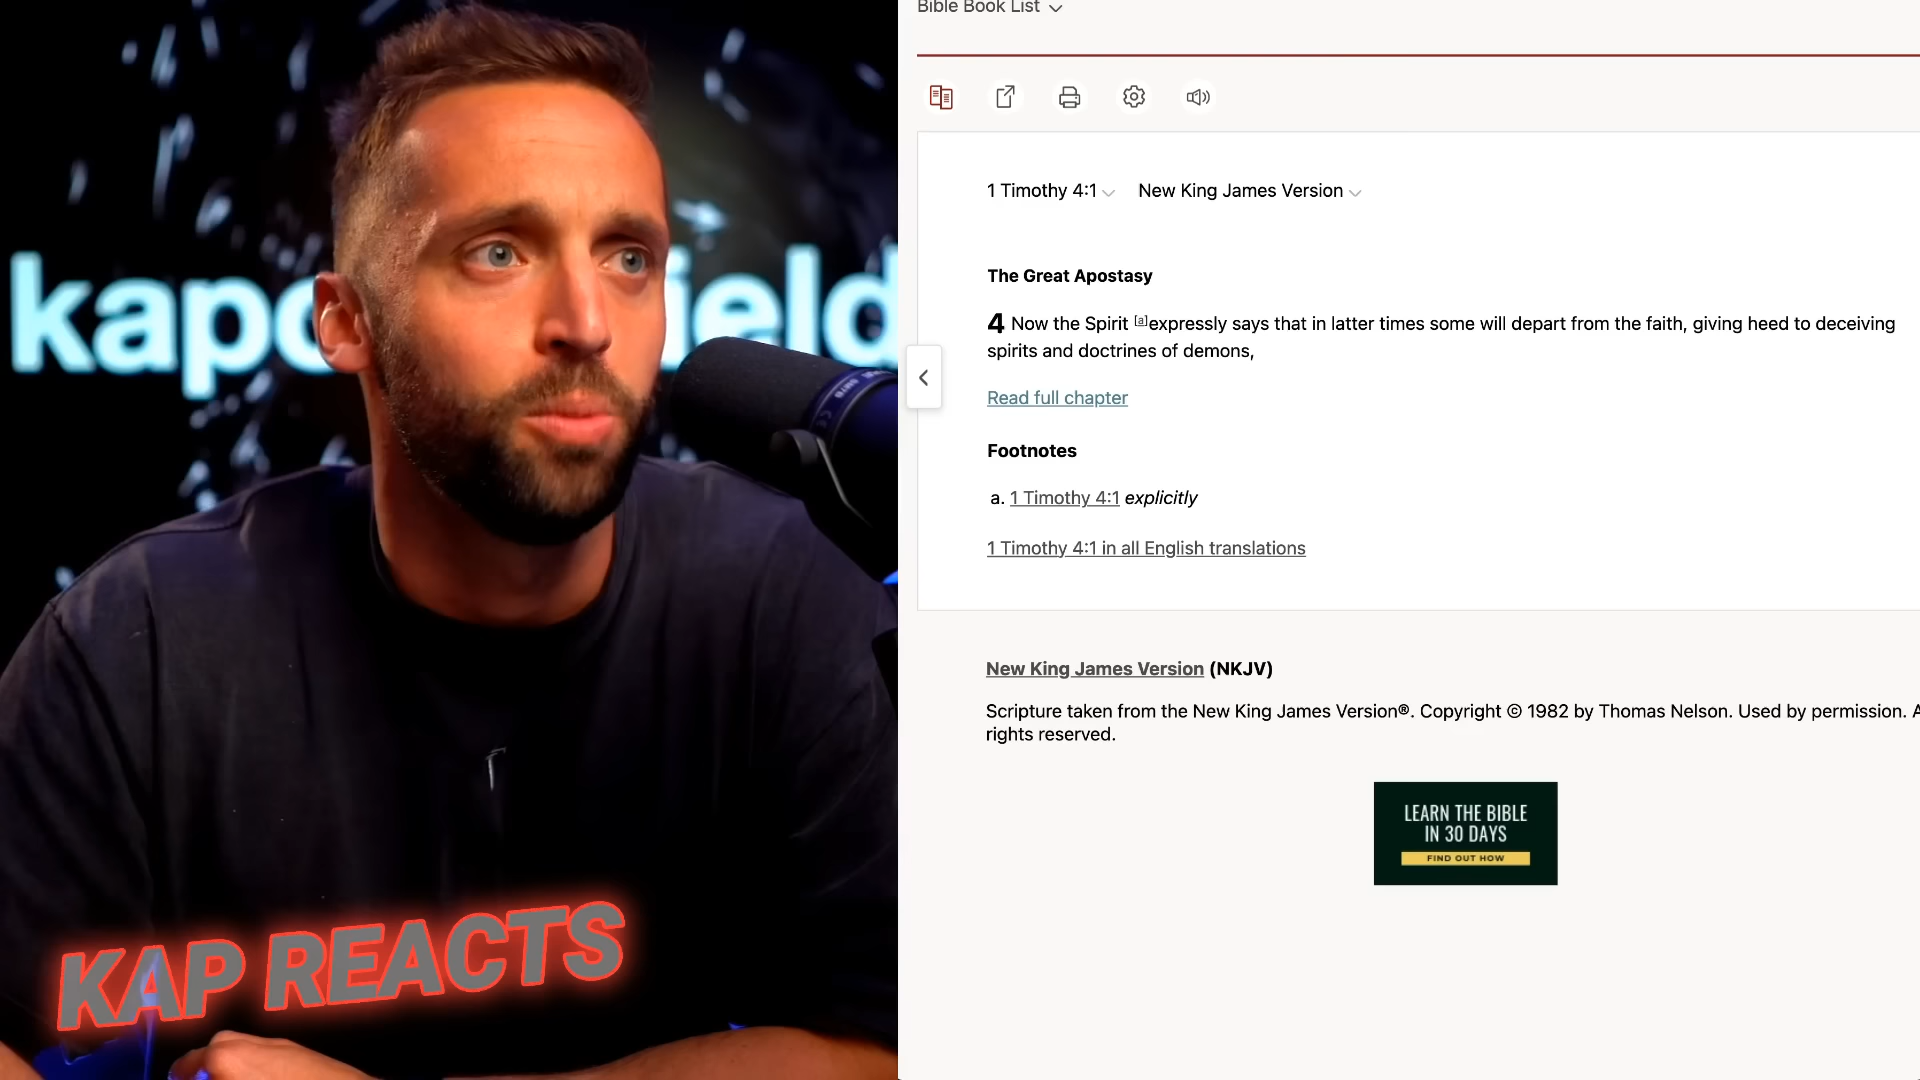 kapc ield
KAP REACTS
Bible Book List
1 Timothy 4:1 New King James Version
The Great Apostasy
4 Now the Spirit [a]expressly says that in latter times some will depart from the faith, giving heed to deceiving
spirits and doctrines of demons,
Read full chapter
Footnotes
a. 1 Timothy 4:1 explicitly
1 Timothy 4:1 in all English translations
New King James Version (NKJV)
Scripture taken from the New King James Version®. Copyright © 1982 by Thomas Nelson. Used by permission. A
rights reserved.
LEARN THE BIBLE
IN 30 DAYS
FIND OUT HOW